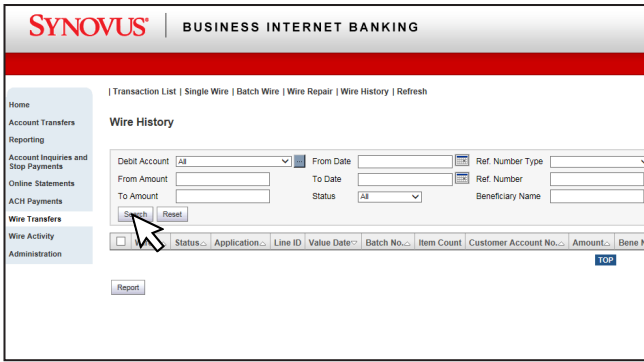 SYNOVUS® BUSINESS INTERNET BANKING
| Transaction List | Single Wire | Batch Wire | Wire Repair | Wire History | Refresh
Home
Account Transfers
Reporting
Account Inquiries and
Stop Payments
Online Statements
ACH Payments
Wire Transfers
Wire Activity
Administration
Wire History
Debit Account All ... From Date Ref. Number Type
From Amount To Date Ref. Number
To Amount Status All Beneficiary Name
Search Reset
Status Application Line ID Value Date Batch No. Item Count Customer Account No. Amount Bene
TOP
Report